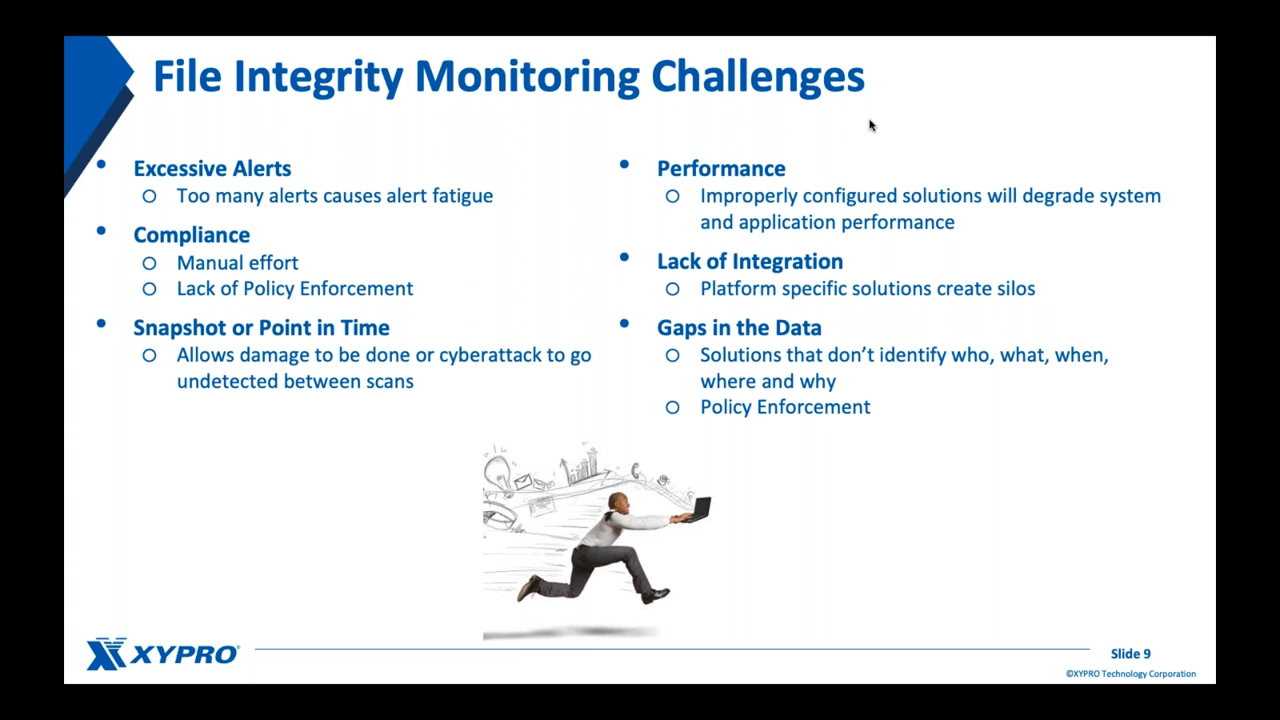 File Integrity Monitoring Challenges
• Excessive Alerts
o Too many alerts causes alert fatigue
• Compliance
o Manual effort
o Lack of Policy Enforcement
• Snapshot or Point in Time
o Allows damage to be done or cyberattack to go
undetected between scans
• Performance
o Improperly configured solutions will degrade system
and application performance
• Lack of Integration
o Platform specific solutions create silos
• Gaps in the Data
o Solutions that don’t identify who, what, when,
where and why
o Policy Enforcement
XYPRO®
Slide 9
©XYPRO Technology Corporation